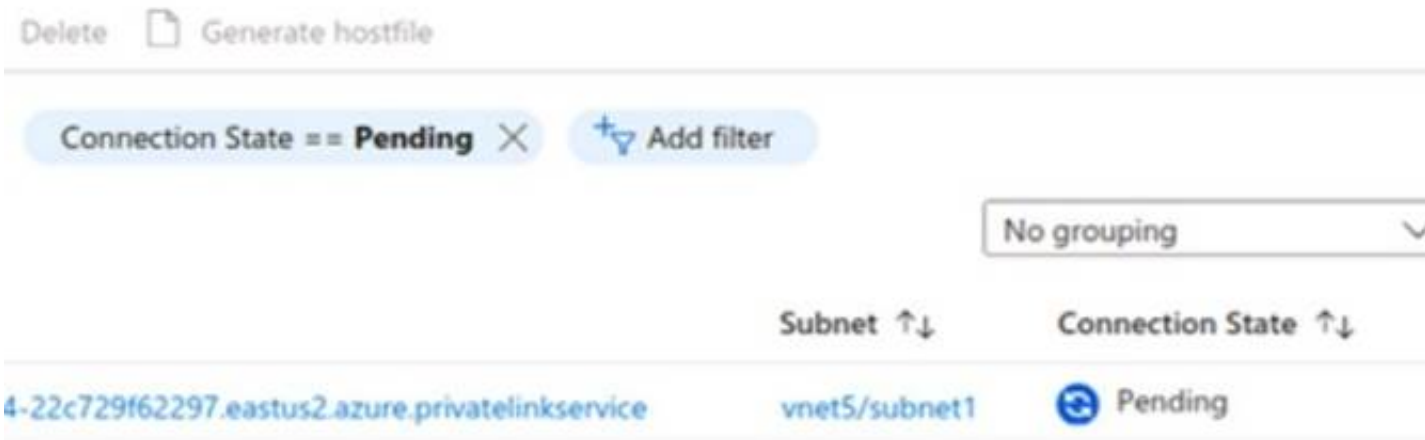 Delete Generate hostfile
Connection State == Pending Add filter
No grouping
Subnet ↑↓ Connection State ↑↓
4-22c729f62297.eastus2.azure.privatelinkservice vnet5/subnet1 Pending